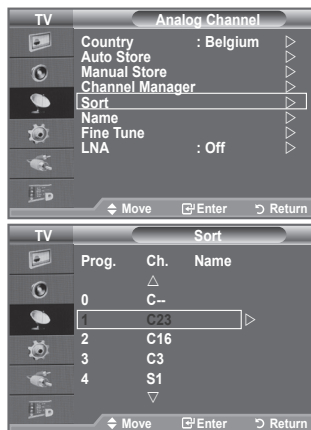 TV Analog Channel
Country : Belgium
Auto Store
Manual Store
Channel Manager
Sort
Name
Fine Tune
LNA : Off
Move Enter Return
TV Sort
Prog. Ch. Name
0 C--
1 C23
2 C16
3 C3
4 S1
Move Enter Return